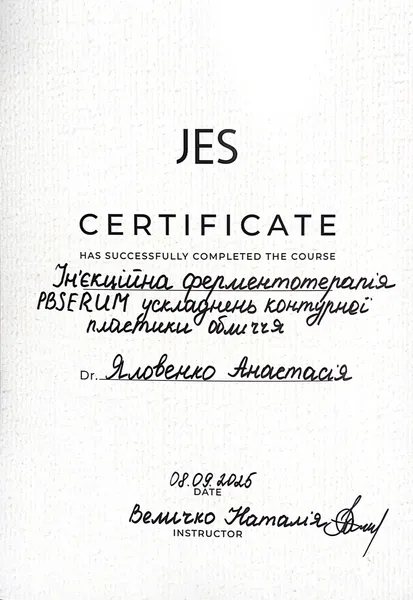 JES
CERTIFICATE
HAS SUCCESSFULLY COMPLETED THE COURSE
Ін'єкційна ферментотерапія
PBSERUM ускладнень контурної
пластики обличчя
Dr. Яловенко Анастасія
08.09.2025
DATE
Величко Наталія
INSTRUCTOR